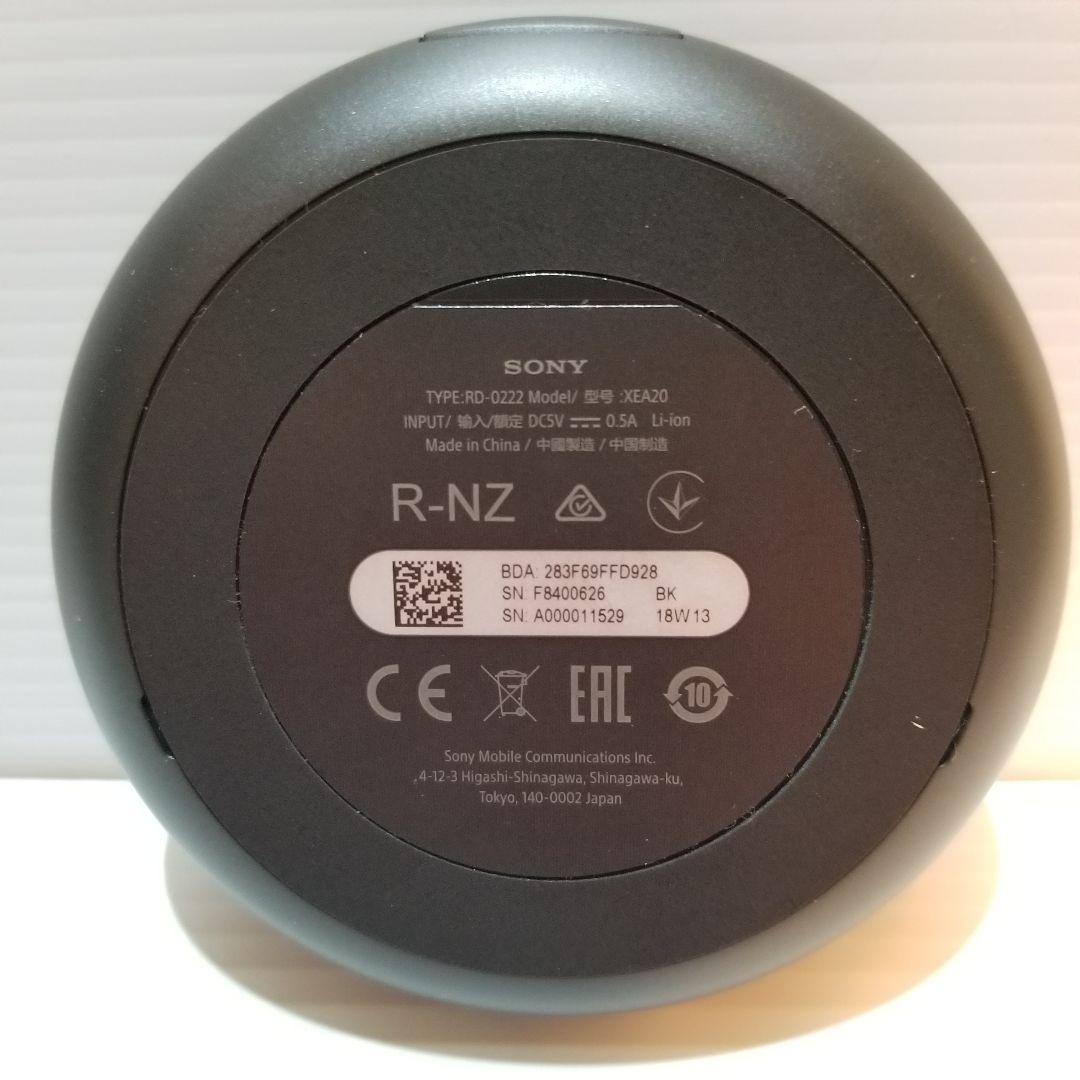 SONY
TYPE:RD-0222 Model/ 型号 :XEA20
INPUT/ 输入/額定 DC5V 0.5A Li-ion
Made in China / 中國製造 / 中国制造
R-NZ
BDA: 283F69FFD928
SN: F8400626 BK
SN: A000011529 18W13
CE EAC 10
Sony Mobile Communications Inc.
,4-12-3 Higashi-Shinagawa, Shinagawa-ku,
Tokyo, 140-0002 Japan